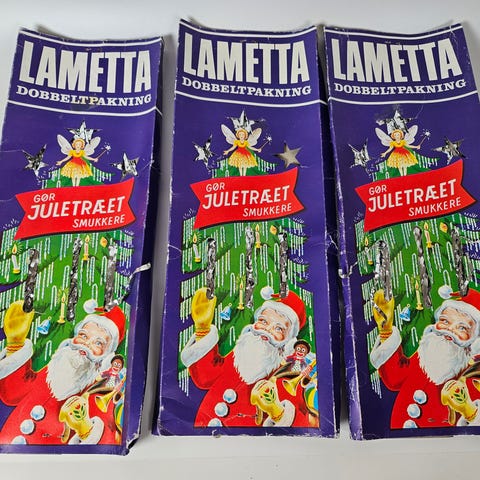 LAMETTA
DOBBELTPAKNING
GØR
JULETRÆET
SMUKKERE
LAMETTA
DOBBELTPAKNING
GØR
JULETRÆET
SMUKKERE
LAMETTA
DOBBELTPAKNING
GØR
JULETRÆET
SMUKKERE